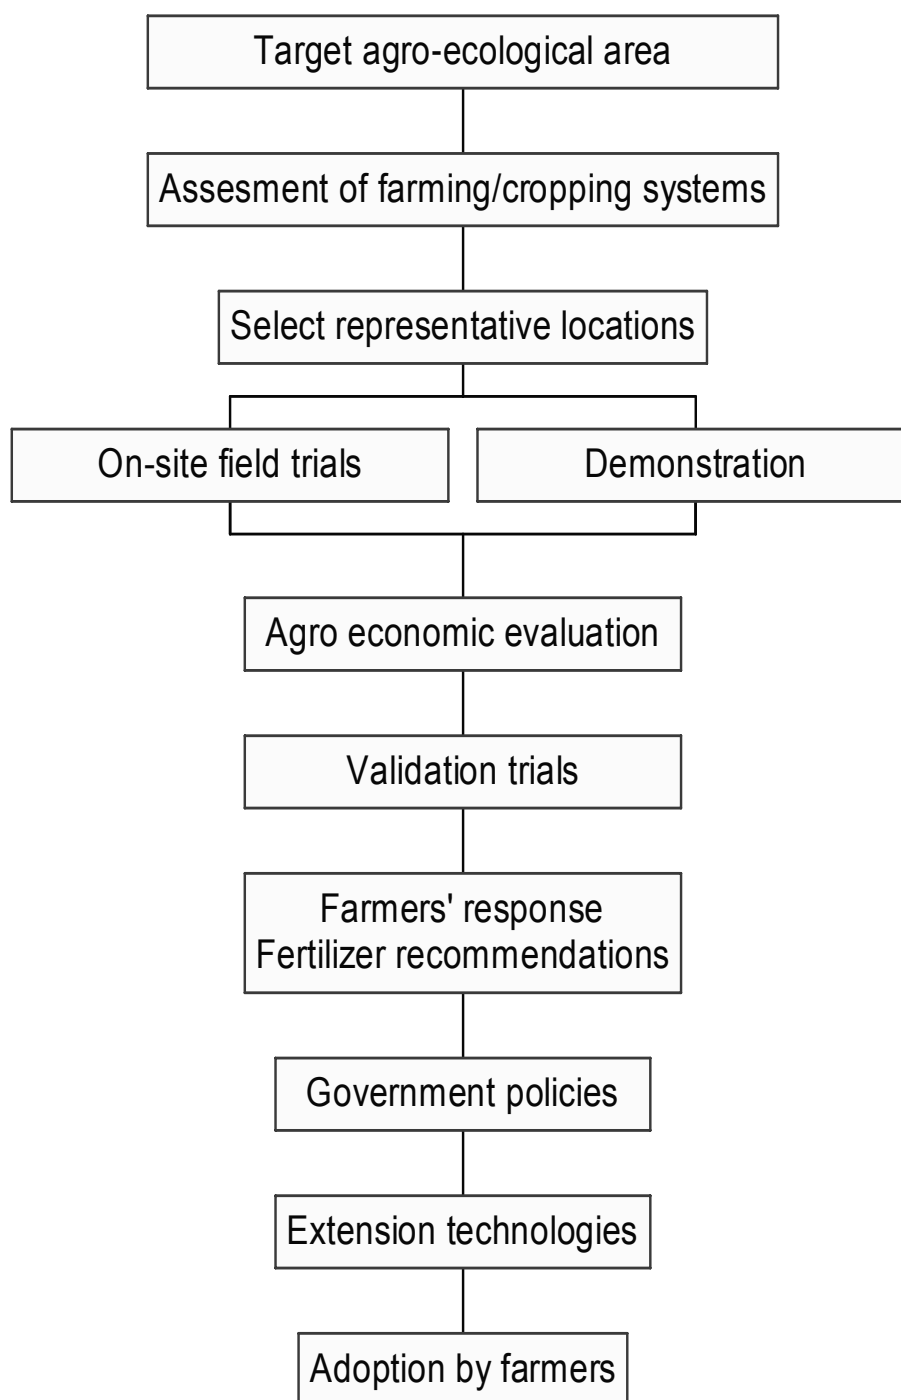 Target agro-ecological area
Assesment of farming/cropping systems
Select representative locations
On-site field trials
Demonstration
Agro economic evaluation
Validation trials
Farmers' response
Fertilizer recommendations
Government policies
Extension technologies
Adoption by farmers